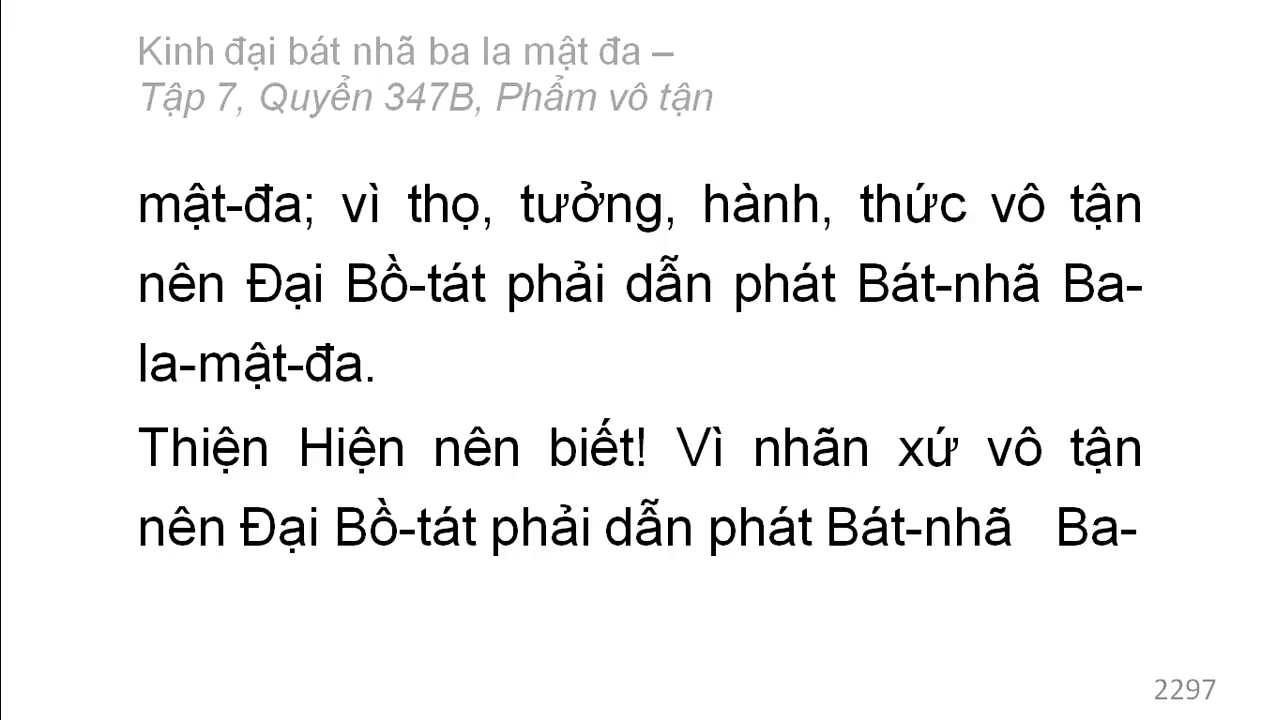 Kinh đại bát nhã ba la mật đa –
Tập 7, Quyển 347B, Phẩm vô tận
mật-đa; vì thọ, tưởng, hành, thức vô tận
nên Đại Bồ-tát phải dẫn phát Bát-nhã Ba-
la-mật-đa.
Thiện Hiện nên biết! Vì nhãn xứ vô tận
nên Đại Bồ-tát phải dẫn phát Bát-nhã Ba-
2297